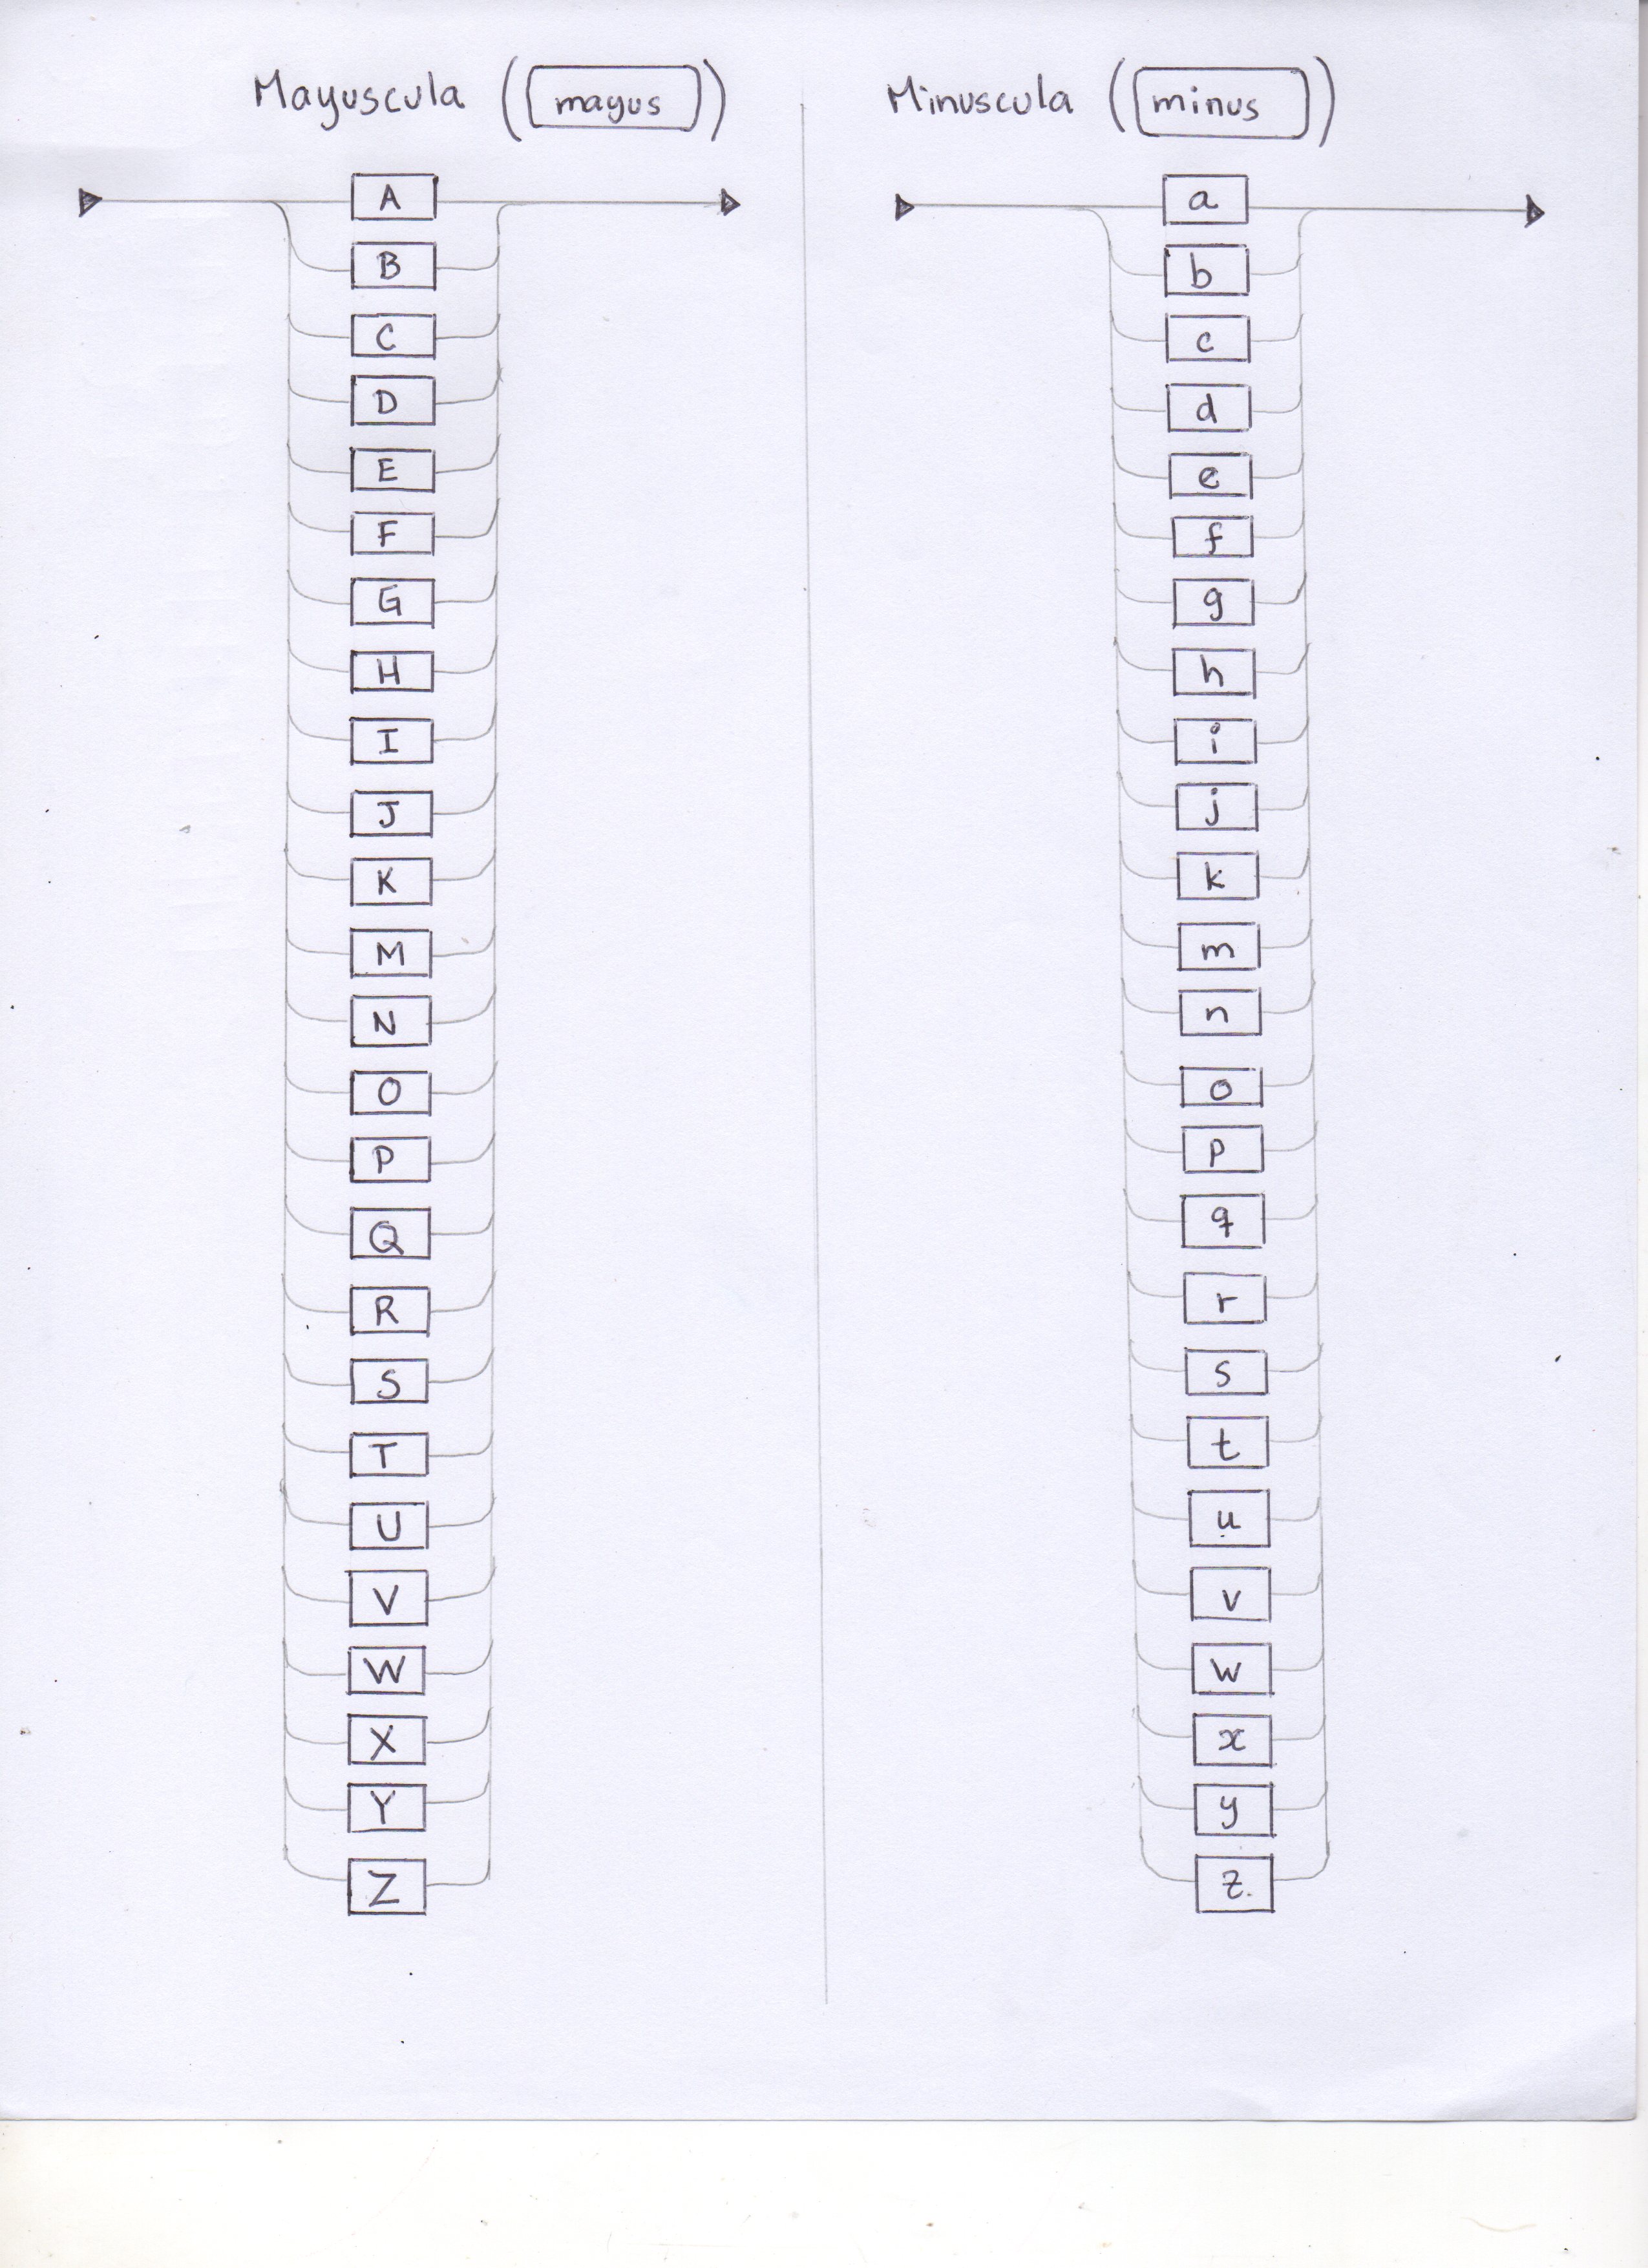 Mayuscula (mayus)
A
B
C
D
E
F
G
H
I
J
K
M
N
O
P
Q
R
S
T
U
V
W
X
Y
Z
Minuscula (minus)
a
b
c
d
e
f
g
h
i
j
k
m
n
o
p
q
r
s
t
u
v
w
x
y
z